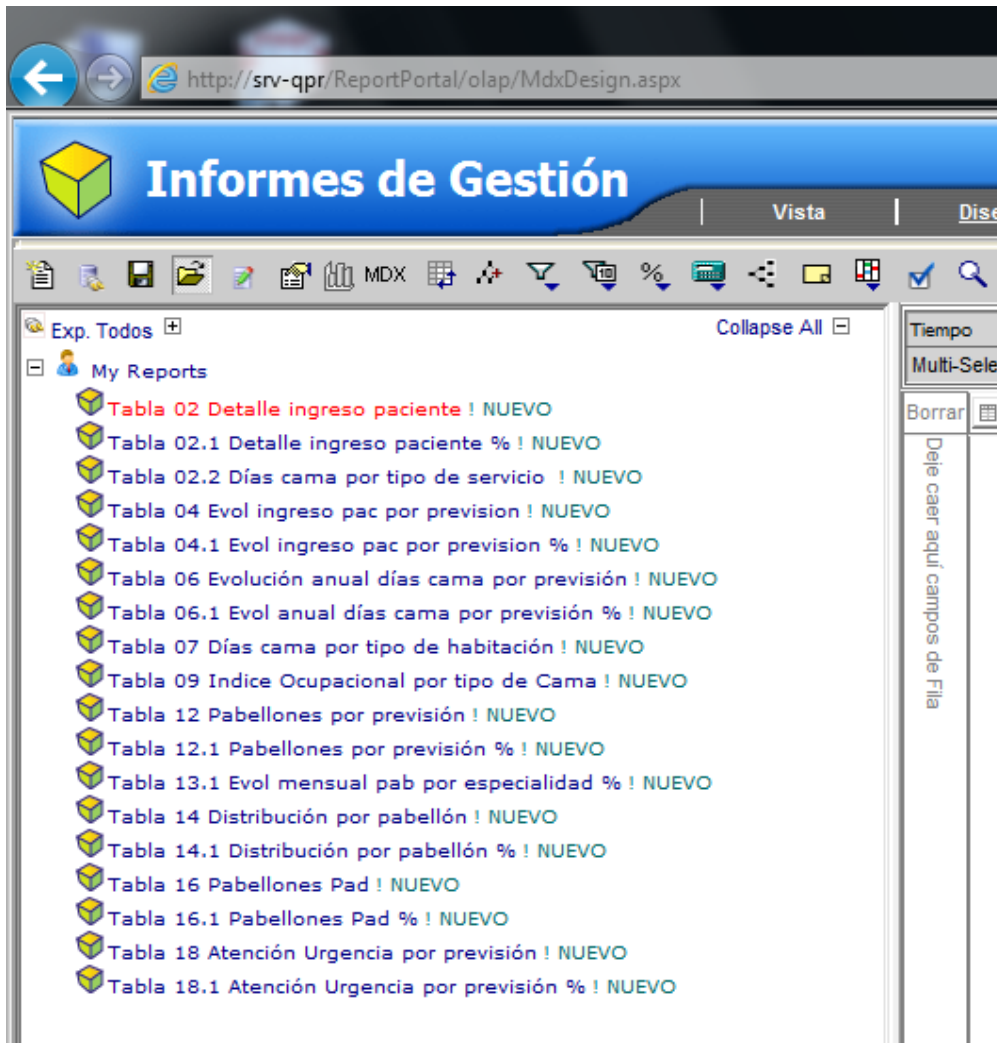 http://srv-qpr/ReportPortal/olap/MdxDesign.aspx
Informes de Gestión
Vista
MDX
10
%
Exp. Todos
Collapse All
My Reports
Tabla 02 Detalle ingreso paciente ! NUEVO
Tabla 02.1 Detalle ingreso paciente % ! NUEVO
Tabla 02.2 Días cama por tipo de servicio ! NUEVO
Tabla 04 Evol ingreso pac por prevision ! NUEVO
Tabla 04.1 Evol ingreso pac por prevision % ! NUEVO
Tabla 06 Evolución anual días cama por previsión ! NUEVO
Tabla 06.1 Evol anual días cama por previsión % ! NUEVO
Tabla 07 Días cama por tipo de habitación ! NUEVO
Tabla 09 Indice Ocupacional por tipo de Cama ! NUEVO
Tabla 12 Pabellones por previsión ! NUEVO
Tabla 12.1 Pabellones por previsión % ! NUEVO
Tabla 13.1 Evol mensual pab por especialidad % ! NUEVO
Tabla 14 Distribución por pabellón ! NUEVO
Tabla 14.1 Distribución por pabellón % ! NUEVO
Tabla 16 Pabellones Pad ! NUEVO
Tabla 16.1 Pabellones Pad % ! NUEVO
Tabla 18 Atención Urgencia por previsión ! NUEVO
Tabla 18.1 Atención Urgencia por previsión % ! NUEVO
Tiempo
Multi-Sele
Borrar
Deje caer aquí campos de Fila